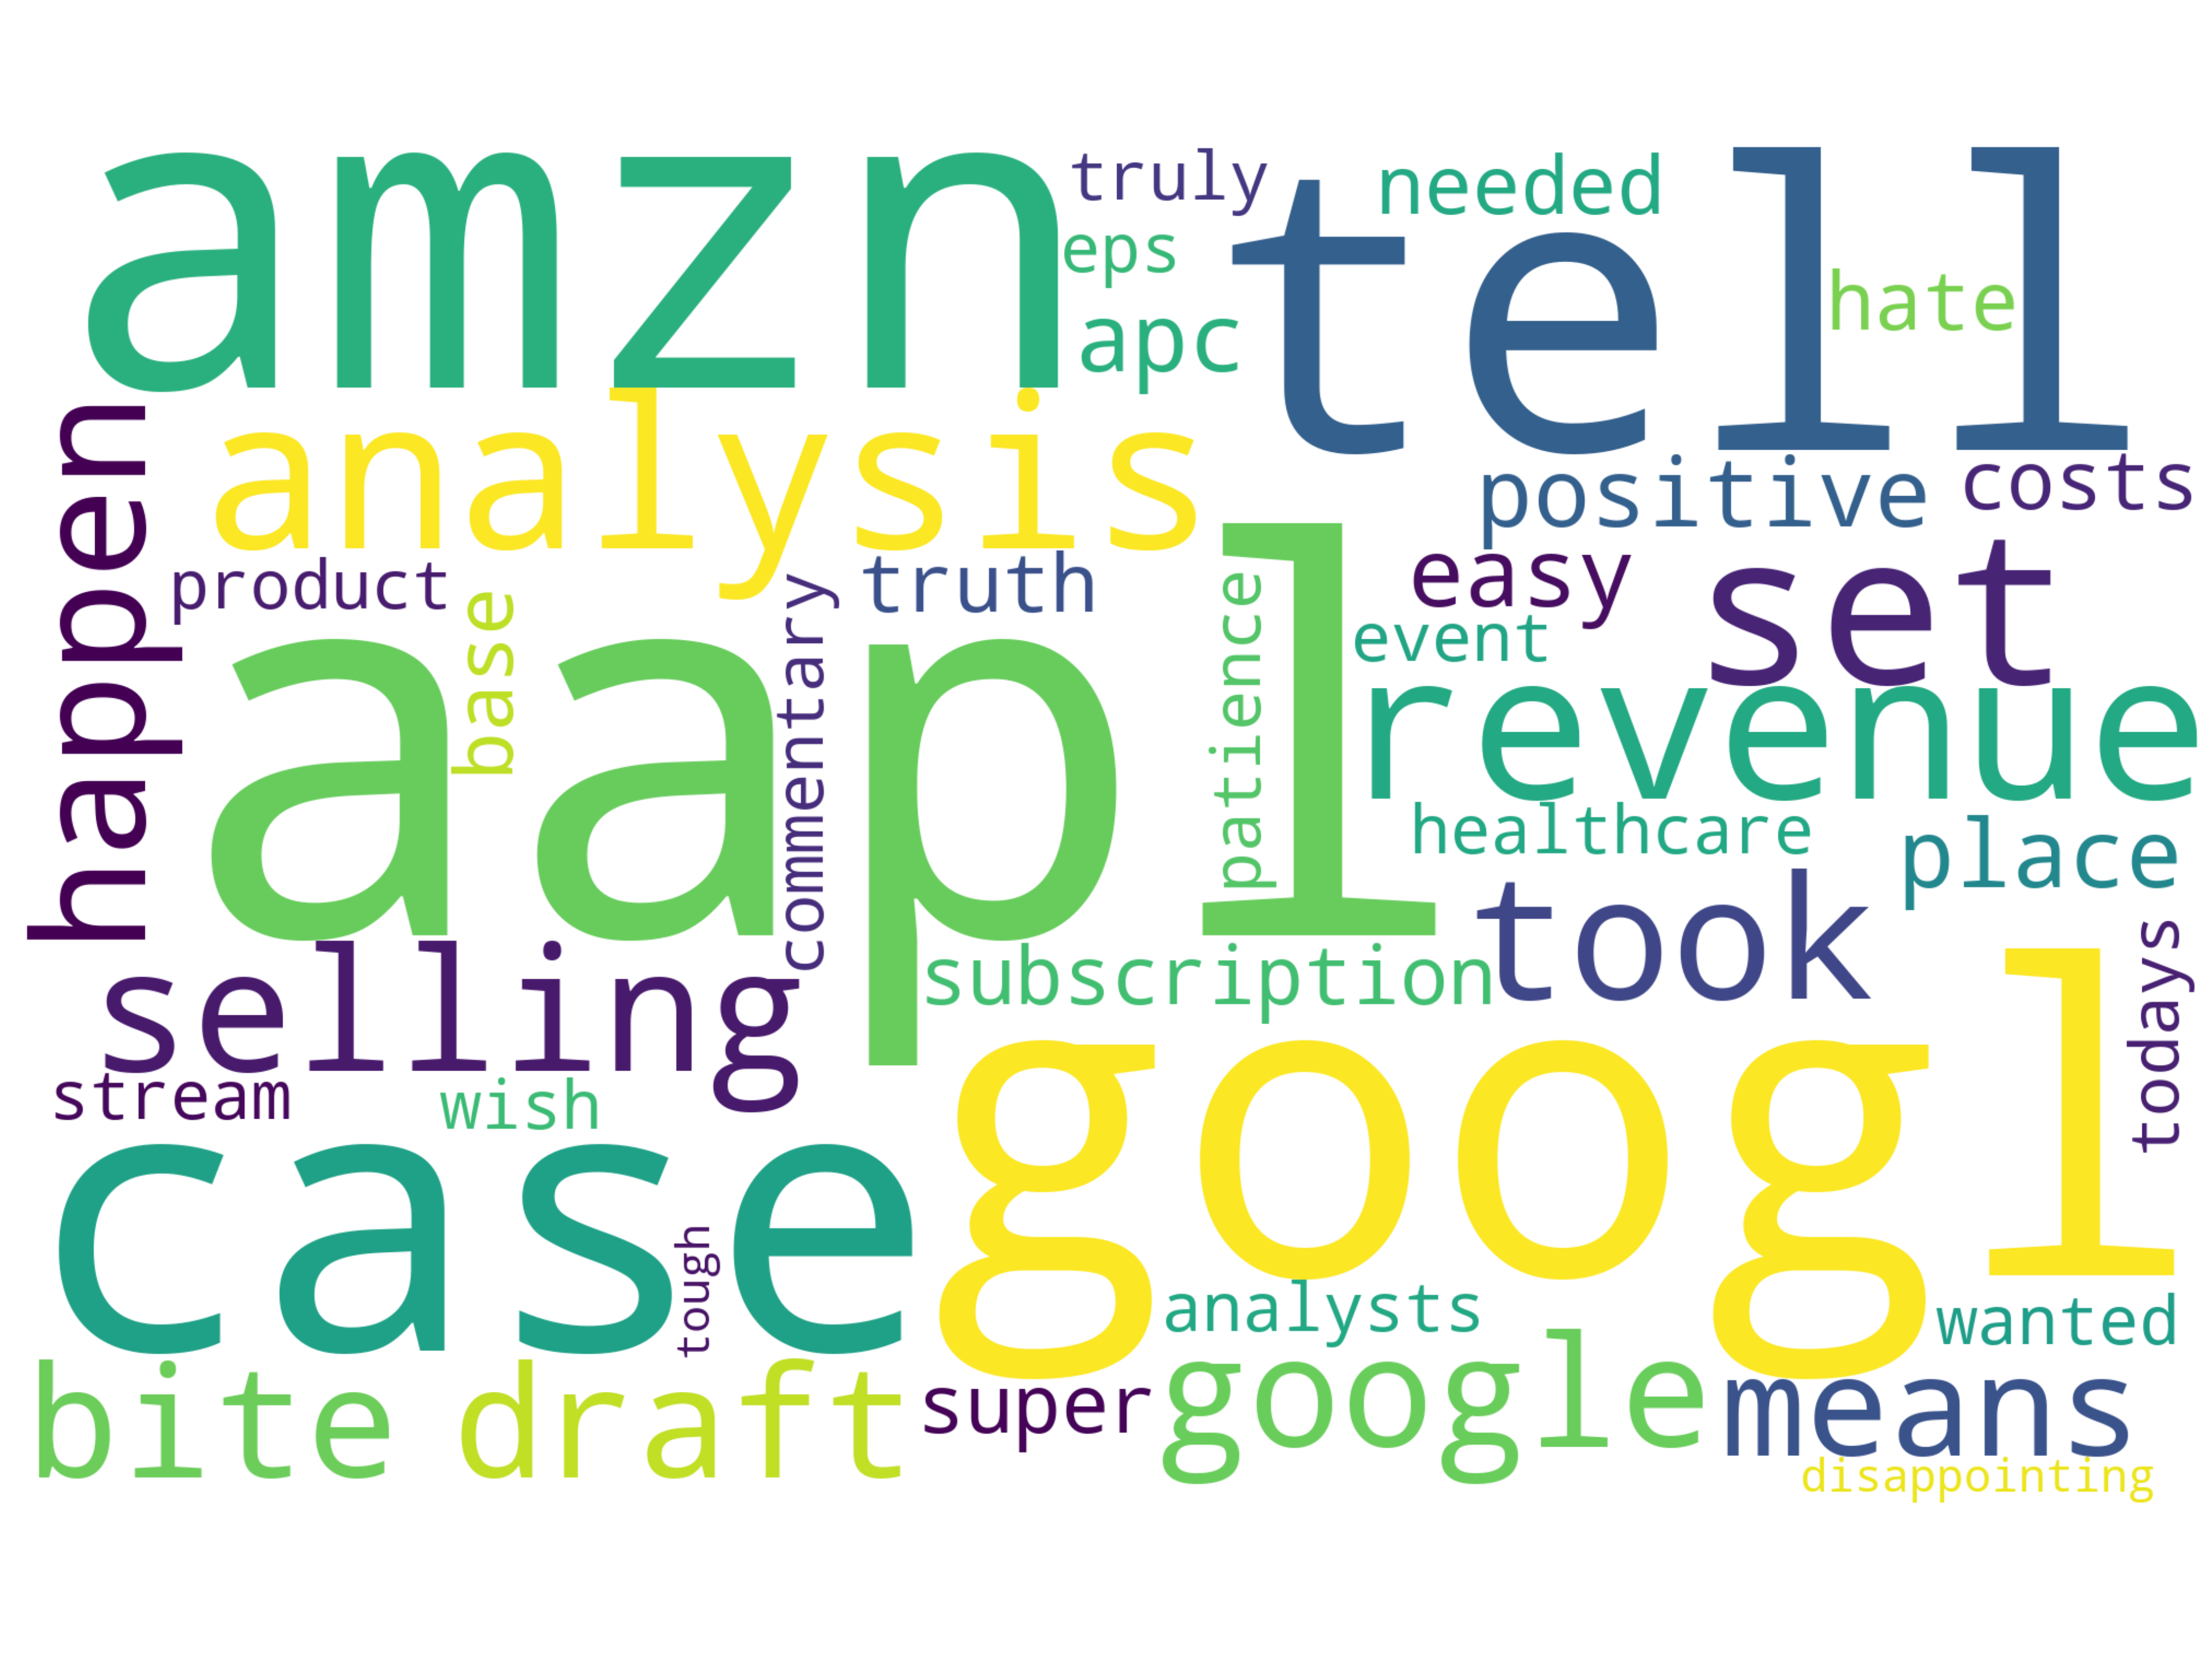 amzn
truly
needed
tell
eps
hate
apc
happen
analysis
positive
costs
product
base
commentary
truth
patience
easy
set
event
aapl
revenue
healthcare
place
took
todays
selling
subscription
stream
wish
googl
case
tough
analysts
wanted
bite
draft
super
google
means
disappointing